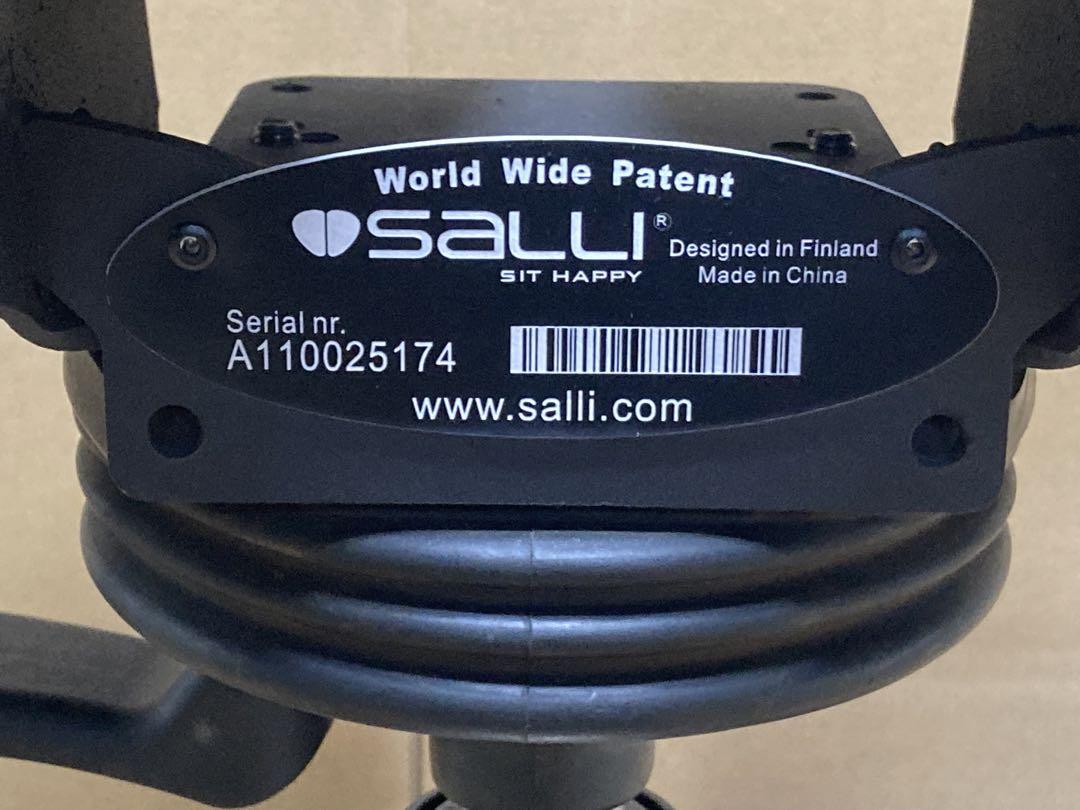 World Wide Patent
SALLI®
SIT HAPPY
Designed in Finland
Made in China
Serial nr.
A110025174
www.salli.com